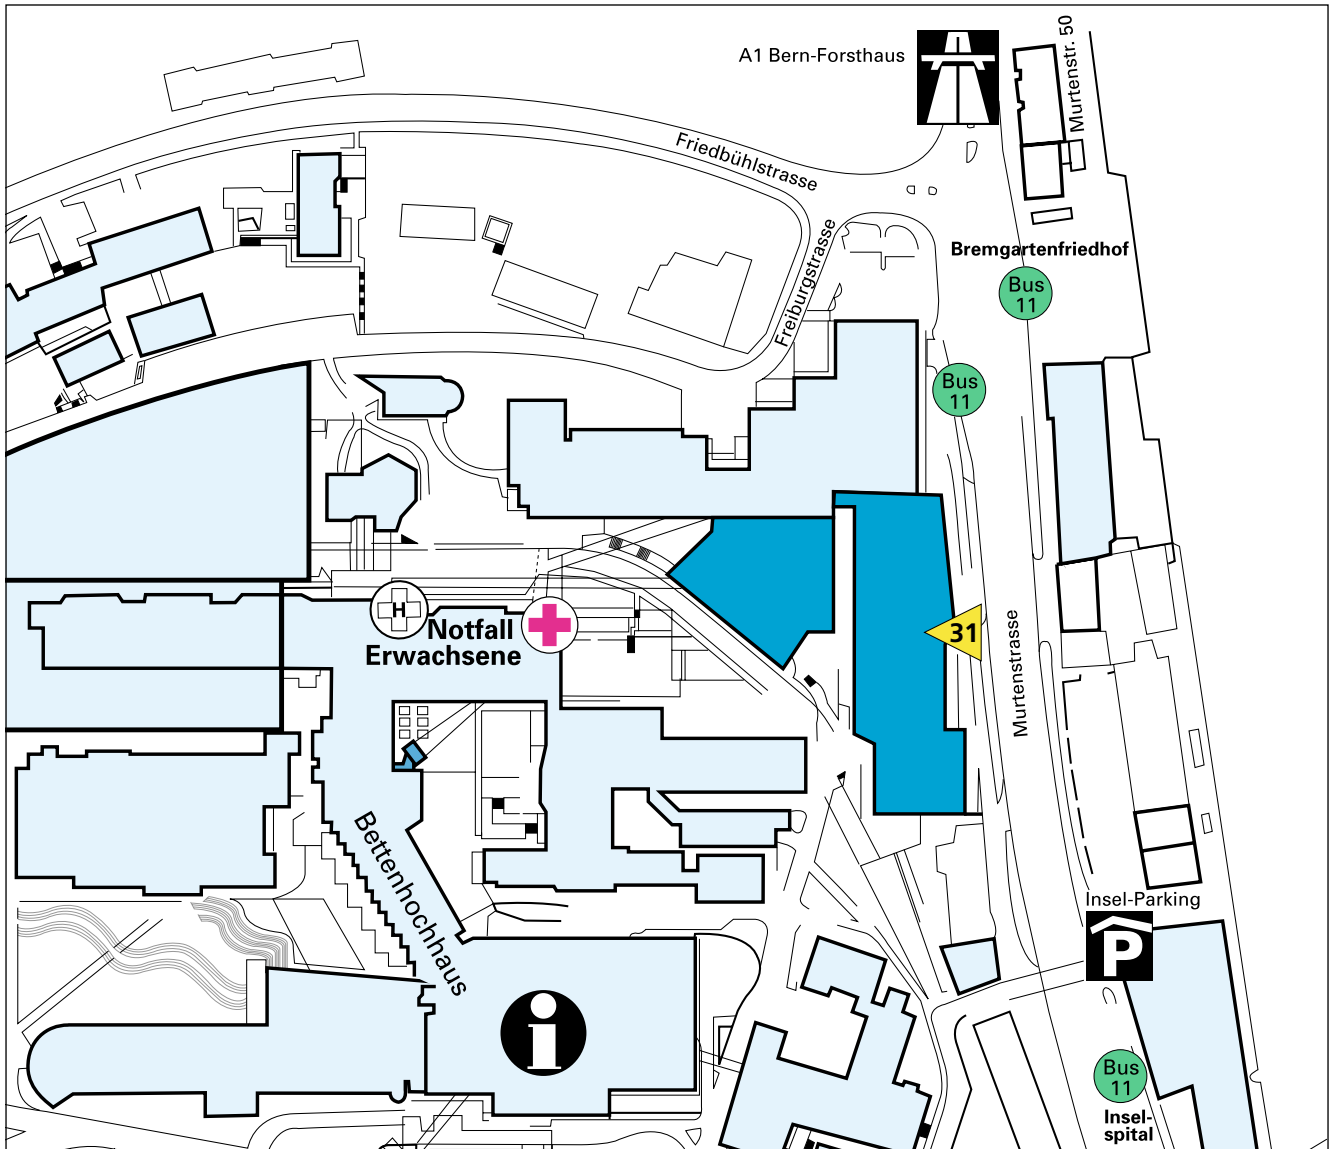 Murtenstr. 50
A1 Bern-Forsthaus
Friedbühlstrasse
Freiburgstrasse
Bremgartenfriedhof
Bus
11
Bus
11
H
Notfall
Erwachsene
31
Murtenstrasse
Bettenhochhaus
Insel-Parking
P
i
Bus
11
Insel-
spital